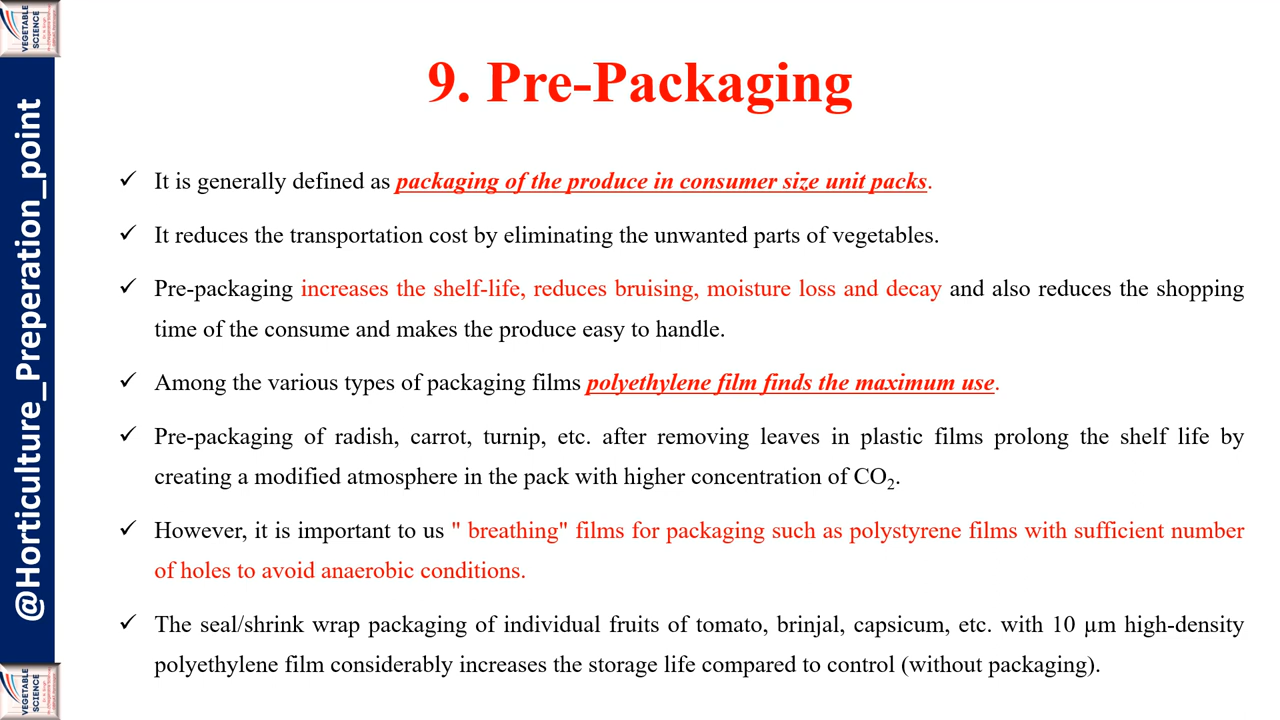 VEGETABLE
SCIENCE
@Horticulture_Preperation_point
VEGETABLE
SCIENCE
9. Pre-Packaging
✓ It is generally defined as packaging of the produce in consumer size unit packs.
✓ It reduces the transportation cost by eliminating the unwanted parts of vegetables.
✓ Pre-packaging increases the shelf-life, reduces bruising, moisture loss and decay and also reduces the shopping
time of the consume and makes the produce easy to handle.
✓ Among the various types of packaging films polyethylene film finds the maximum use.
✓ Pre-packaging of radish, carrot, turnip, etc. after removing leaves in plastic films prolong the shelf life by
creating a modified atmosphere in the pack with higher concentration of CO₂.
✓ However, it is important to us " breathing" films for packaging such as polystyrene films with sufficient number
of holes to avoid anaerobic conditions.
✓ The seal/shrink wrap packaging of individual fruits of tomato, brinjal, capsicum, etc. with 10 µm high-density
polyethylene film considerably increases the storage life compared to control (without packaging).